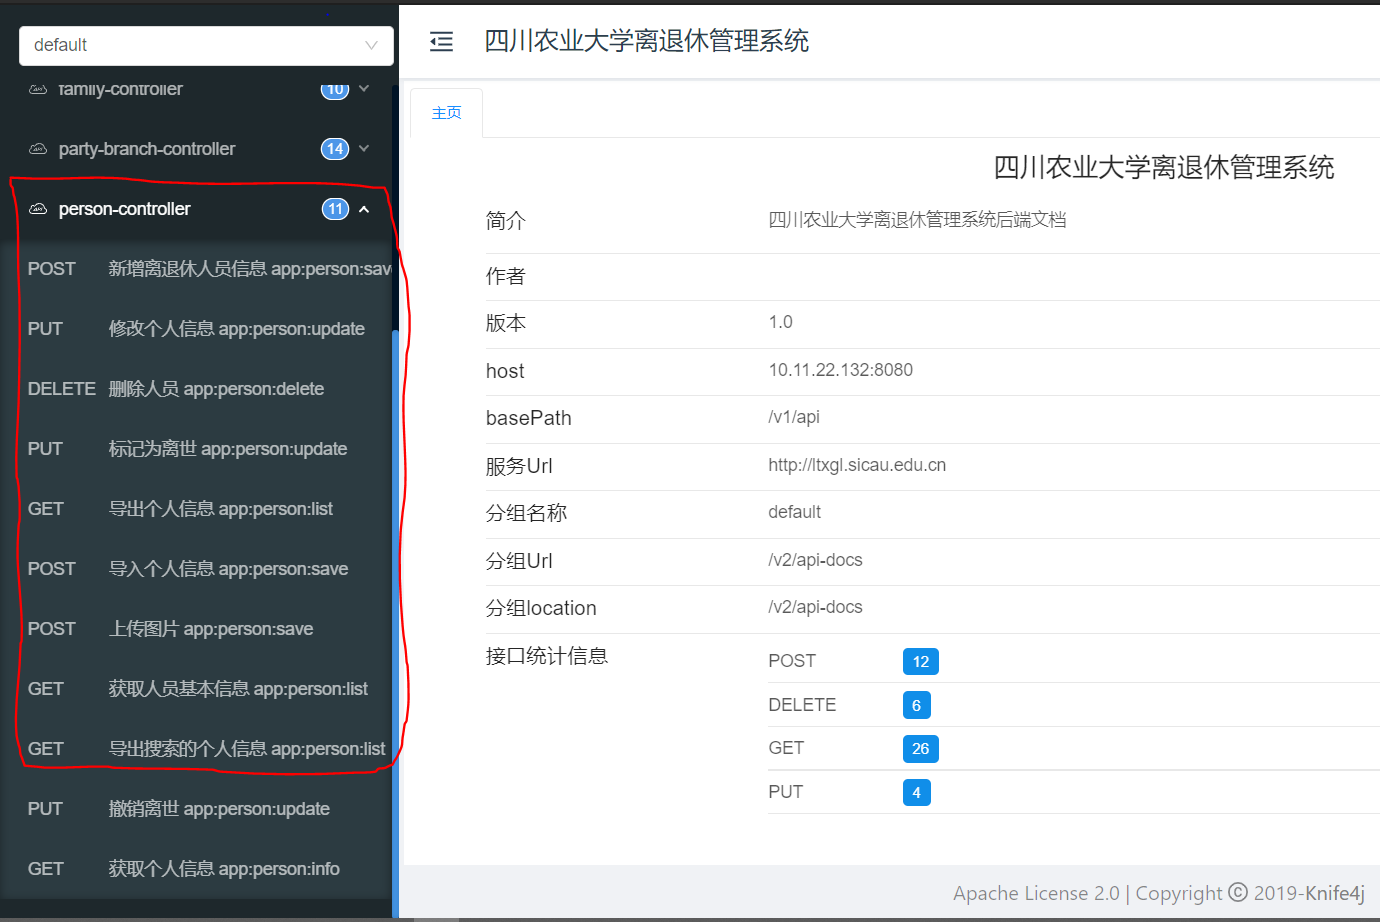 default
family-controller 10
party-branch-controller 14
person-controller 11
POST 新增离退休人员信息 app:person:sav
PUT 修改个人信息 app:person:update
DELETE 删除人员 app:person:delete
PUT 标记为离世 app:person:update
GET 导出个人信息 app:person:list
POST 导入个人信息 app:person:save
POST 上传图片 app:person:save
GET 获取人员基本信息 app:person:list
GET 导出搜索的个人信息 app:person:list
PUT 撤销离世 app:person:update
GET 获取个人信息 app:person:info
四川农业大学离退休管理系统
主页
四川农业大学离退休管理系统
简介 四川农业大学离退休管理系统后端文档
作者
版本 1.0
host 10.11.22.132:8080
basePath /v1/api
服务Url http://ltxgl.sicau.edu.cn
分组名称 default
分组Url /v2/api-docs
分组location /v2/api-docs
接口统计信息 POST 12
DELETE 6
GET 26
PUT 4
Apache License 2.0 | Copyright © 2019-Knife4j